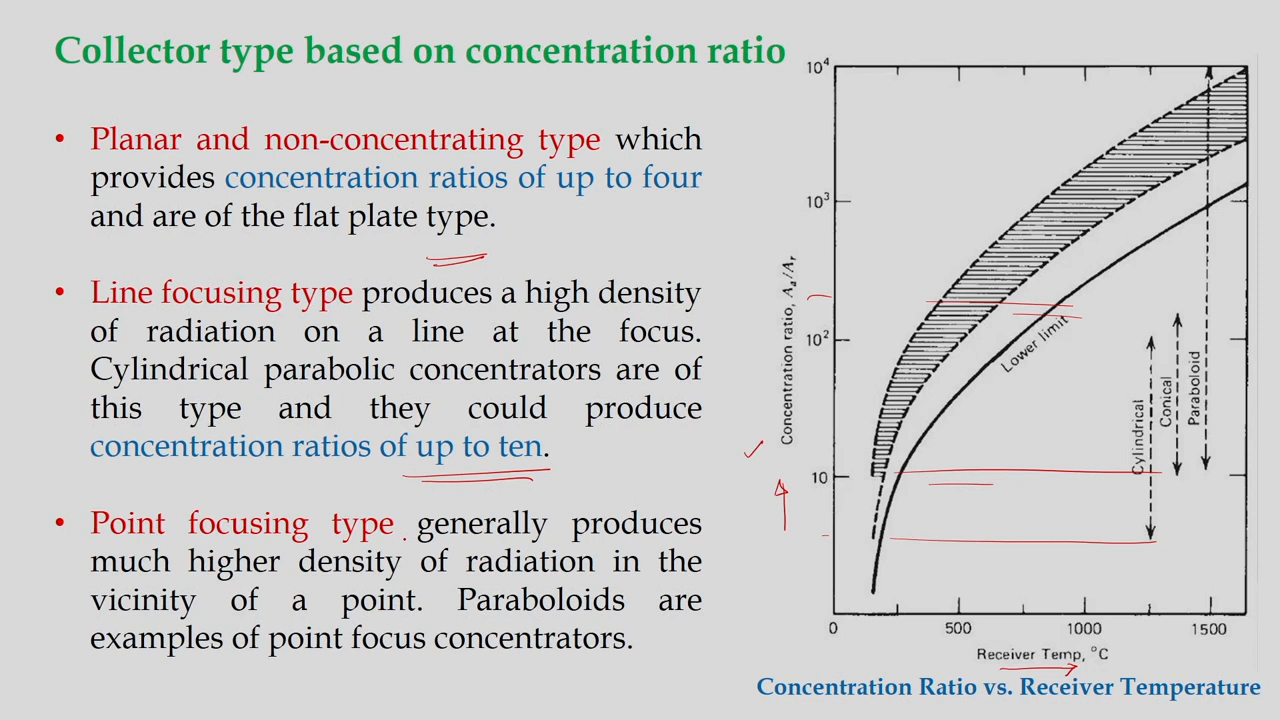 Collector type based on concentration ratio
• Planar and non-concentrating type which
provides concentration ratios of up to four
and are of the flat plate type.
• Line focusing type produces a high density
of radiation on a line at the focus.
Cylindrical parabolic concentrators are of
this type and they could produce
concentration ratios of up to ten.
• Point focusing type generally produces
much higher density of radiation in the
vicinity of a point. Paraboloids are
examples of point focus concentrators.
10⁴
10³
10²
10
Concentration ratio, Aₐ/Aᵣ
Lower limit
Cylindrical
Conical
Paraboloid
0
500
1000
1500
Receiver Temp, °C
Concentration Ratio vs. Receiver Temperature